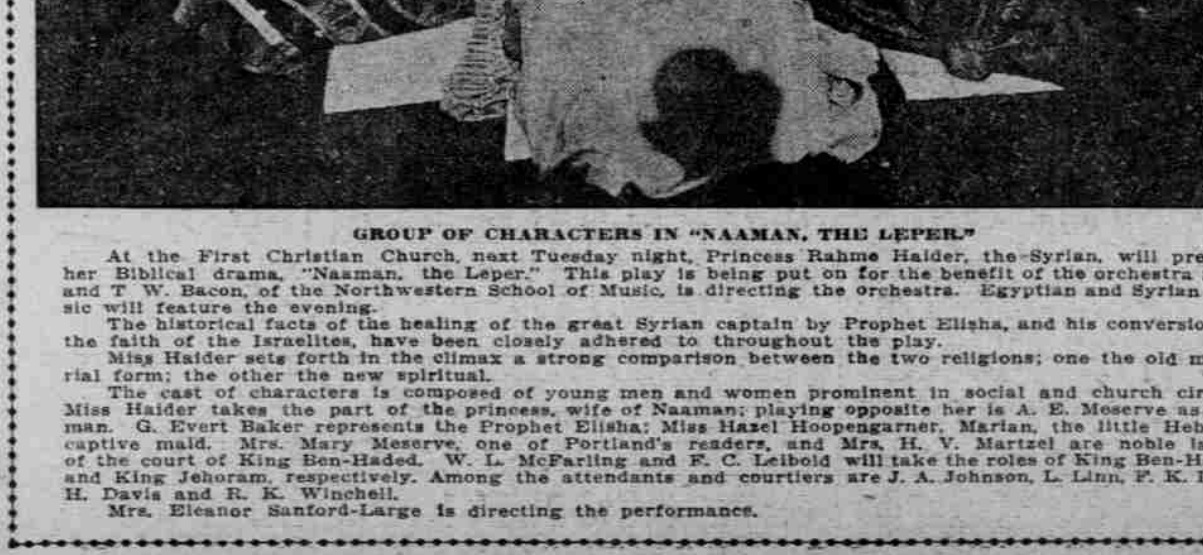 GROUP OF CHARACTERS IN "NAAMAN, THE LEPER."
At the First Christian Church, next Tuesday night, Princess Rahme Haider, the Syrian, will pre
her Biblical drama, "Naaman, the Leper." This play is being put on for the benefit of the orchestra
and T. W. Bacon, of the Northwestern School of Music, is directing the orchestra. Egyptian and Syrian
sic will feature the evening.
The historical facts of the healing of the great Syrian captain by Prophet Elisha, and his conversi
the faith of the Israelites, have been closely adhered to throughout the play.
Miss Haider sets forth in the climax a strong comparison between the two religions; one the old m
rial form; the other the new spiritual.
The cast of characters is composed of young men and women prominent in social and church ci
Miss Haider takes the part of the princess, wife of Naaman; playing opposite her is A. E. Meserve as
man. G. Evert Baker represents the Prophet Elisha; Miss Hazel Hoopengarner, Marian, the little Heb
captive maid. Mrs. Mary Meserve, one of Portland's readers, and Mrs. H. V. Martzel are noble l
of the court of King Ben-Haded. W. L. McFarling and F. C. Leibold will take the roles of King Ben-H
and King Jehoram, respectively. Among the attendants and courtiers are J. A. Johnson, L. Linn, F. K.
H. Davis and R. K. Winchell.
Mrs. Eleanor Sanford-Large is directing the performance.